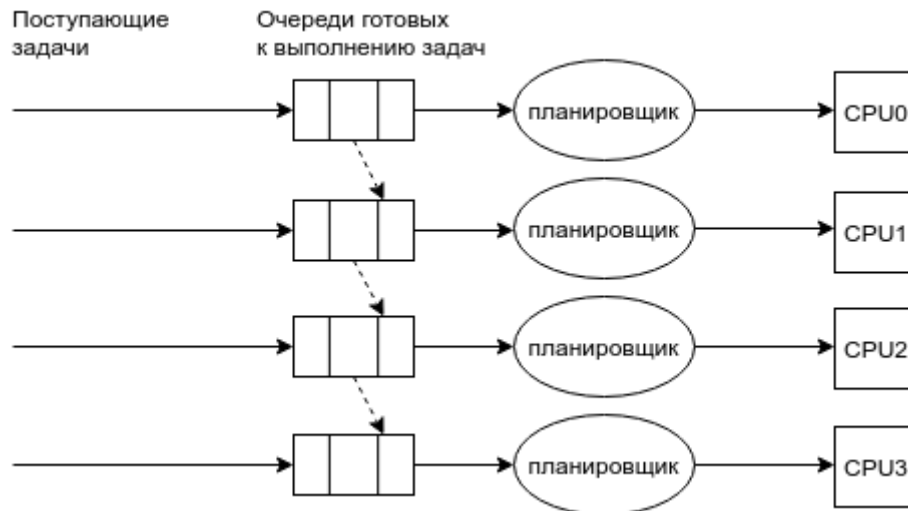 Поступающие
задачи
Очереди готовых
к выполнению задач
планировщик
CPU0
планировщик
CPU1
планировщик
CPU2
планировщик
CPU3